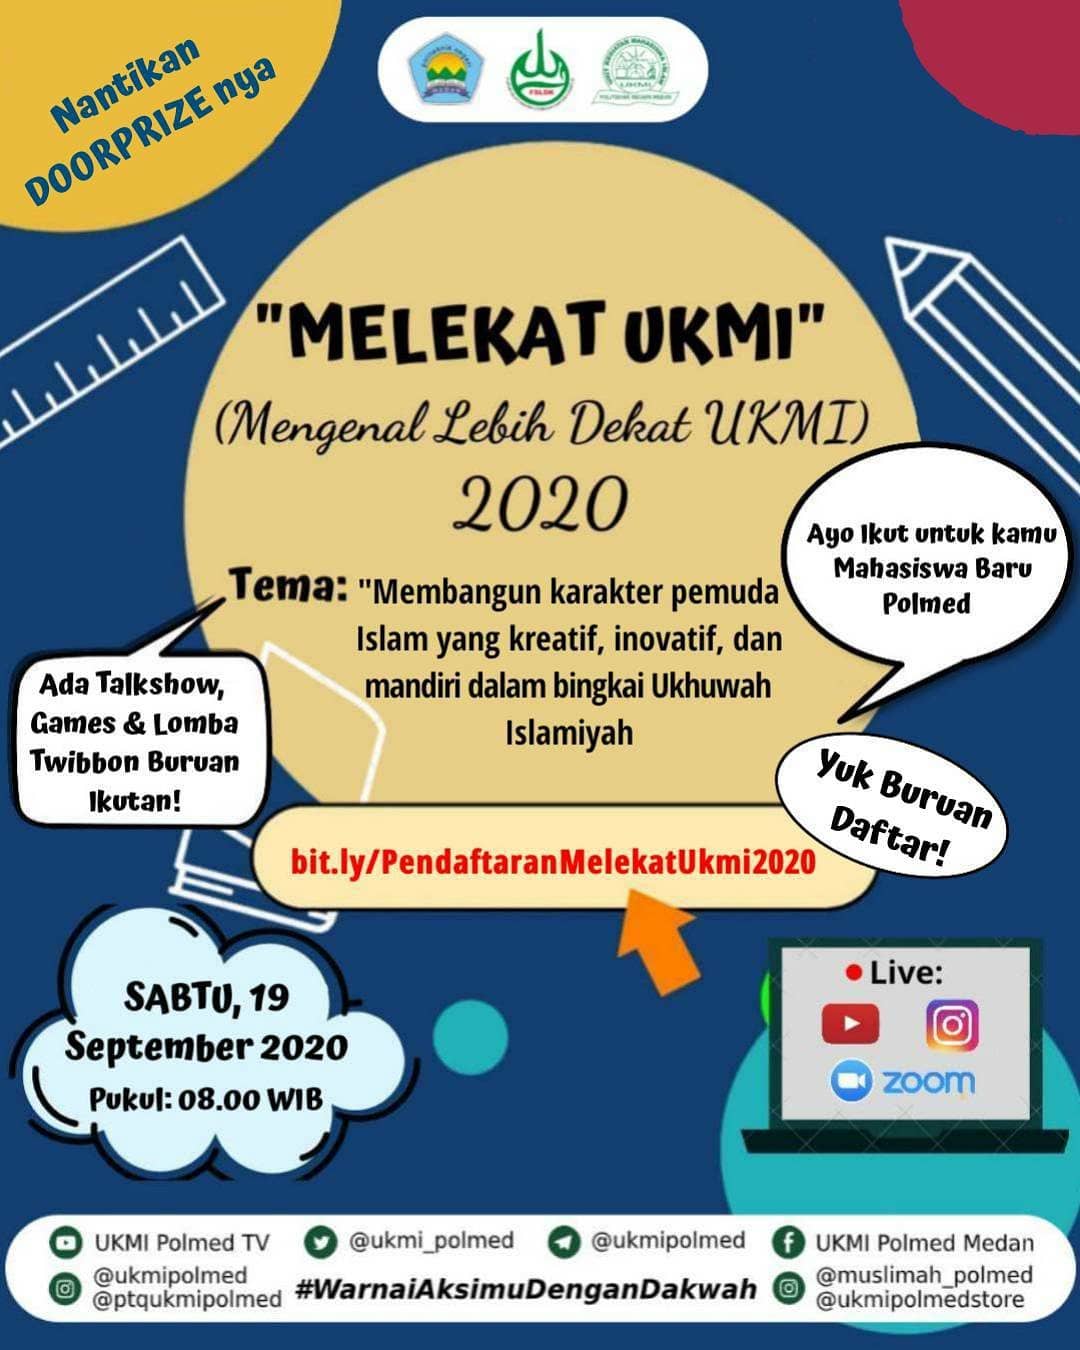 Nantikan
DOORPRIZE nya
FSLDK
UKMI
"MELEKAT UKMI"
(Mengenal Lebih Dekat UKMI)
2020
Ayo Ikut untuk kamu
Mahasiswa Baru
Polmed
Tema: "Membangun karakter pemuda
Islam yang kreatif, inovatif, dan
mandiri dalam bingkai Ukhuwah
Islamiyah
Ada Talkshow,
Games & Lomba
Twibbon Buruan
Ikutan!
Yuk Buruan
Daftar!
bit.ly/PendaftaranMelekatUkmi2020
SABTU, 19
September 2020
Pukul: 08.00 WIB
Live:
zoom
UKMI Polmed TV
@ukmi_polmed
@ukmipolmed
UKMI Polmed Medan
@ukmipolmed
@ptqukmipolmed
#WarnaiAksimuDenganDakwah
@muslimah_polmed
@ukmipolmedstore